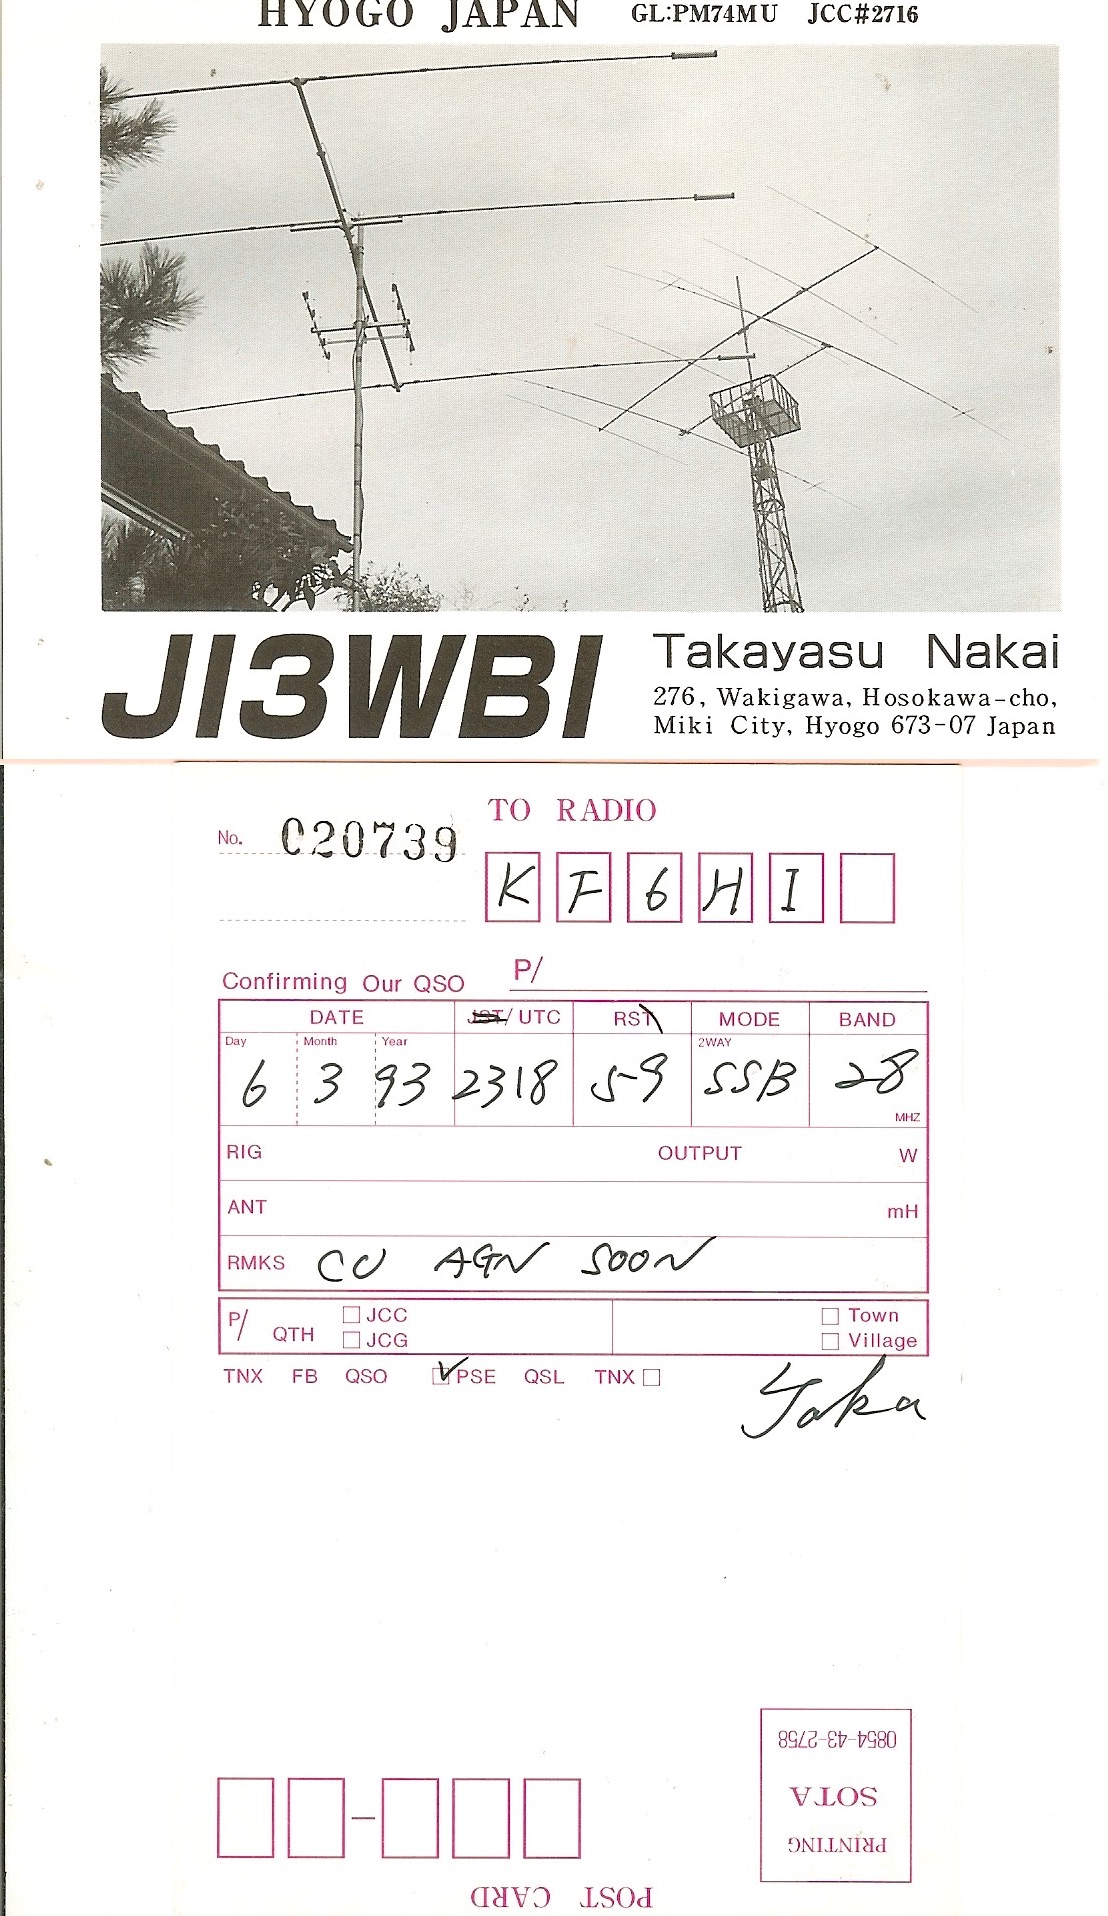 HYOGO JAPAN GL:PM74MU JCC#2716
JI3WBI
Takayasu Nakai
276, Wakigawa, Hosokawa-cho,
Miki City, Hyogo 673-07 Japan
TO RADIO
No. 020739
K F 6 H I
Confirming Our QSO P/
DATE JST/UTC RST MODE BAND
Day Month Year 2WAY
6 3 93 2318 59 SSB 28
MHZ
RIG OUTPUT W
ANT mH
RMKS CU AGN SOON
P/ QTH JCC Town
JCG Village
TNX FB QSO PSE QSL TNX
Taka
0854-43-2758
SOTA
PRINTING
POST CARD